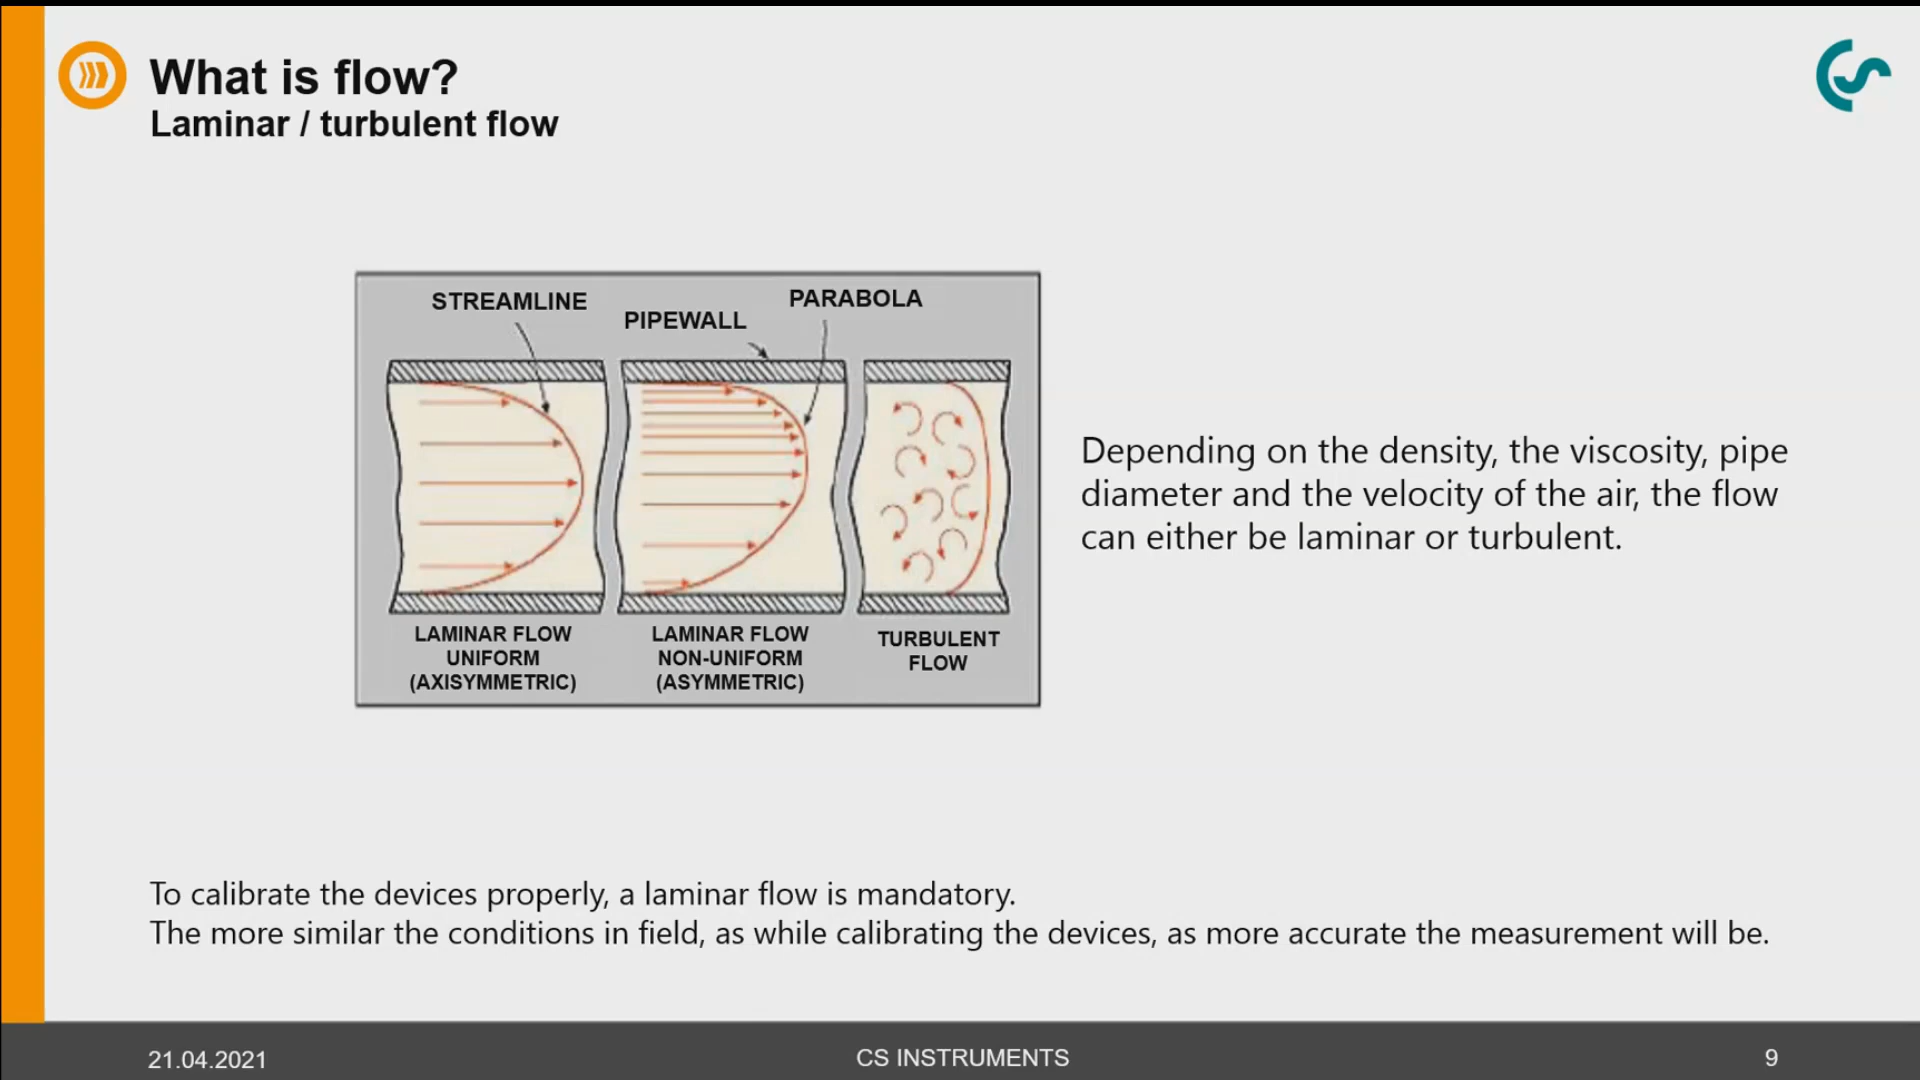 What is flow?
Laminar / turbulent flow
STREAMLINE
PIPEWALL
PARABOLA
LAMINAR FLOW
UNIFORM
(AXISYMMETRIC)
LAMINAR FLOW
NON-UNIFORM
(ASYMMETRIC)
TURBULENT
FLOW
Depending on the density, the viscosity, pipe
diameter and the velocity of the air, the flow
can either be laminar or turbulent.
To calibrate the devices properly, a laminar flow is mandatory.
The more similar the conditions in field, as while calibrating the devices, as more accurate the measurement will be.
21.04.2021
CS INSTRUMENTS
9